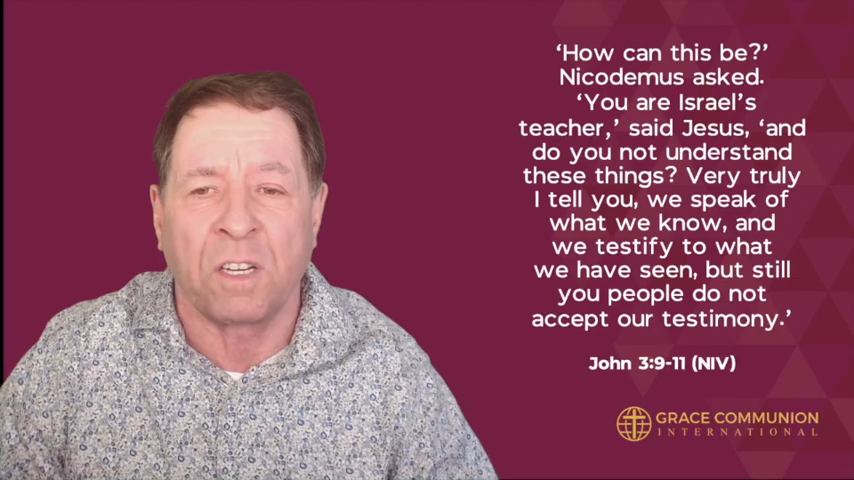 ‘How can this be?’
Nicodemus asked.
‘You are Israel’s
teacher,’ said Jesus, ‘and
do you not understand
these things? Very truly
I tell you, we speak of
what we know, and
we testify to what
we have seen, but still
you people do not
accept our testimony.’
John 3:9-11 (NIV)
GRACE COMMUNION
INTERNATIONAL